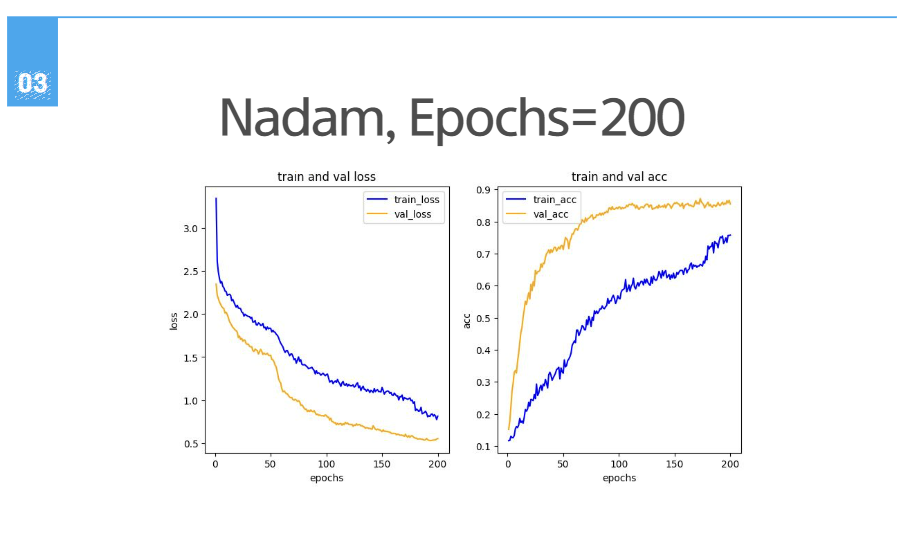 03
Nadam, Epochs=200
train and val loss
train_loss
val_loss
3.0
2.5
2.0
1.5
1.0
0.5
loss
0 50 100 150 200
epochs
train and val acc
train_acc
val_acc
0.9
0.8
0.7
0.6
0.5
0.4
0.3
0.2
0.1
acc
0 50 100 150 200
epochs